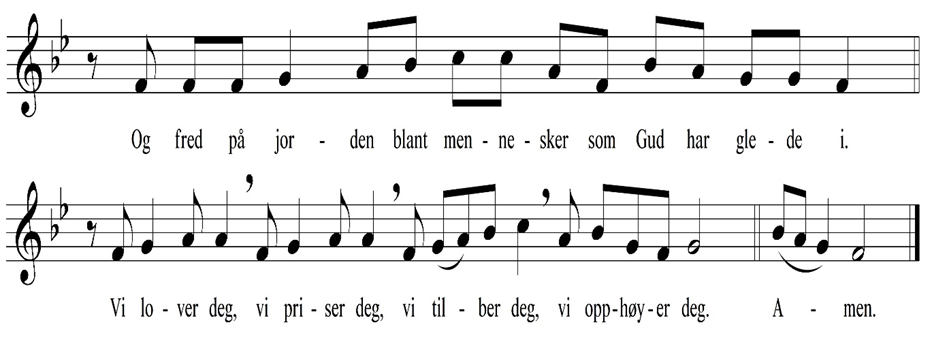 Og fred på jor - den blant men - ne - sker som Gud har gle - de i.
Vi lo - ver deg, vi pri - ser deg, vi til - ber deg, vi opp-høy-er deg. A - men.